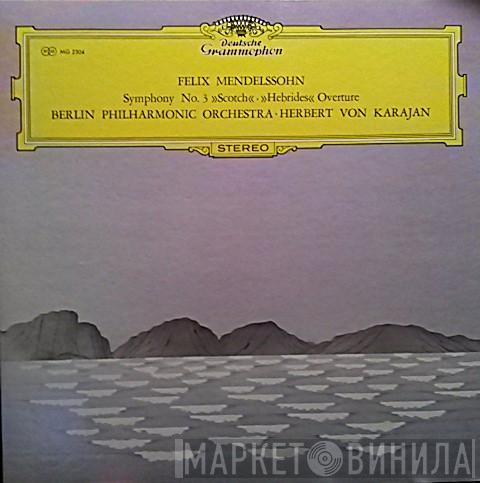 Deutsche
Grammophon
MG 2304
FELIX MENDELSSOHN
Symphony No. 3 »Scotch« · »Hebrides« Overture
BERLIN PHILHARMONIC ORCHESTRA · HERBERT VON KARAJAN
STEREO
МАРКЕТ ВИНИЛА